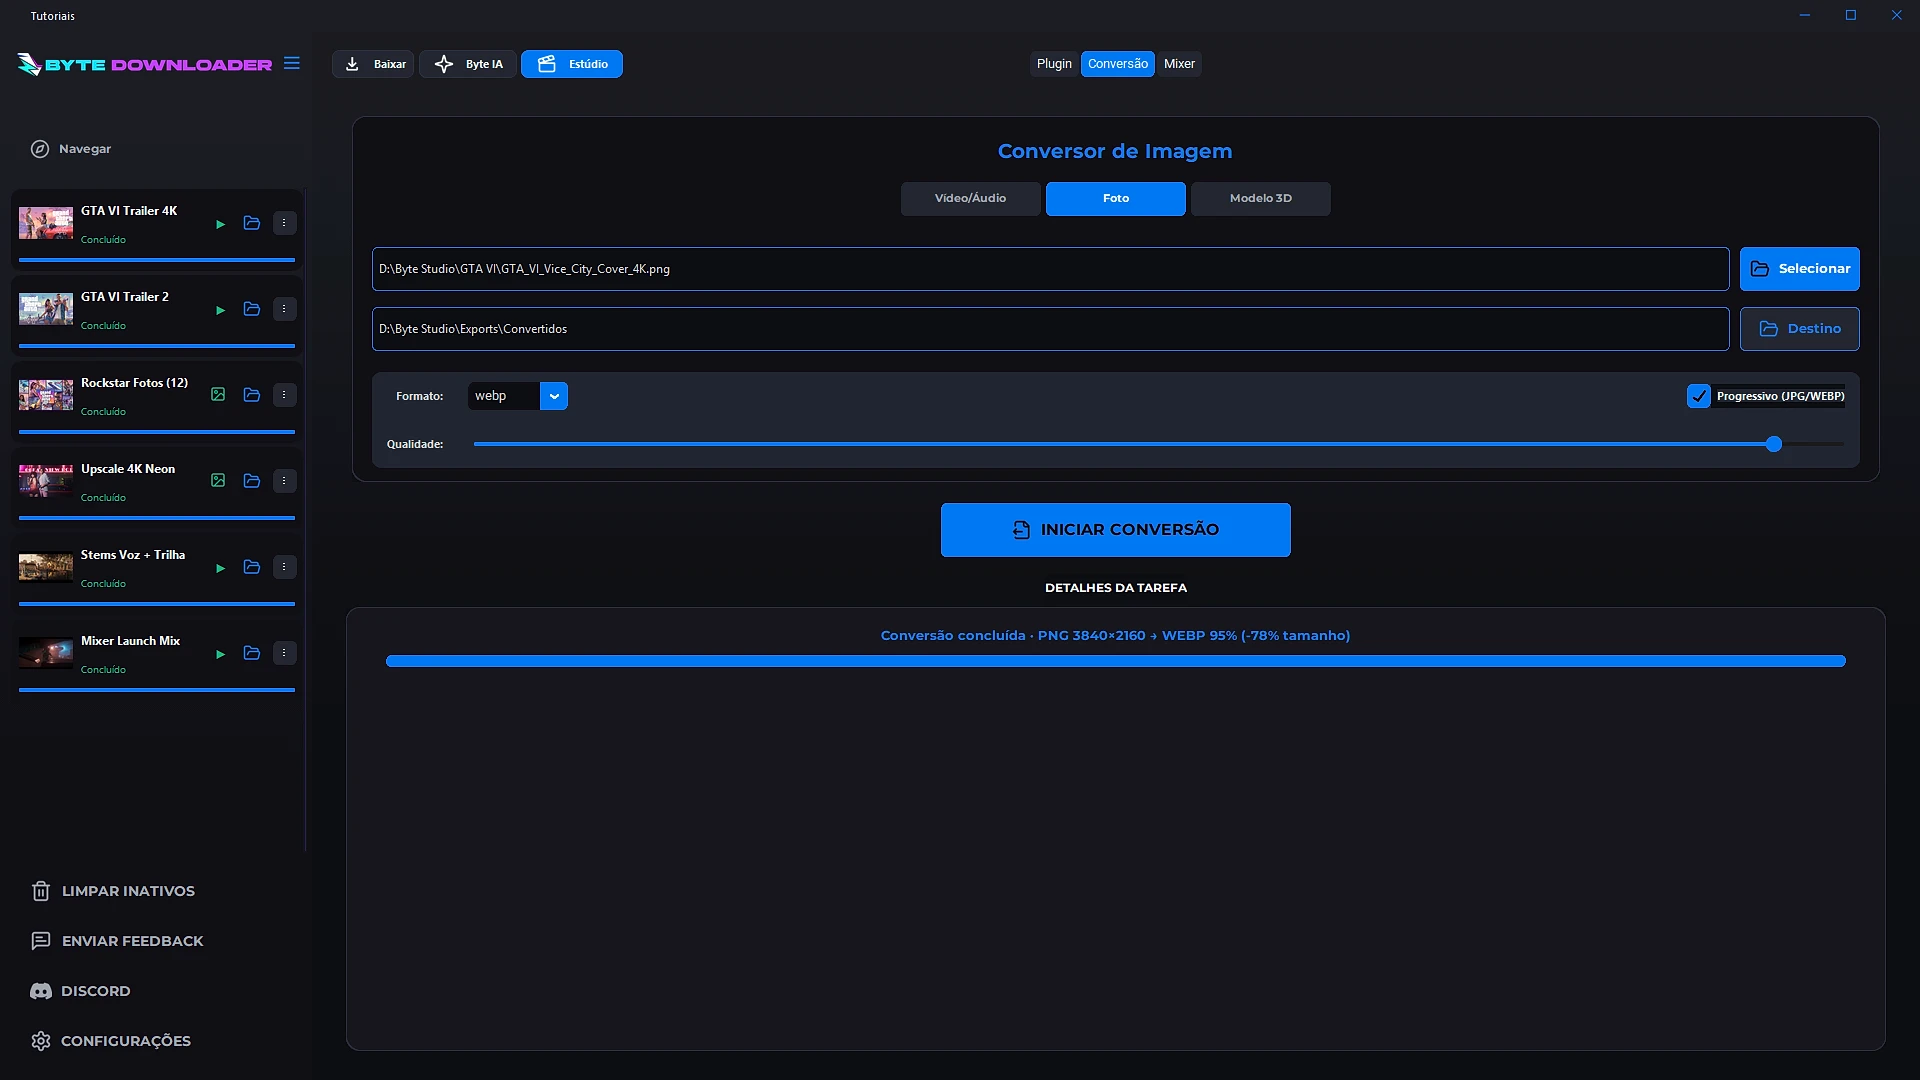 Tutoriais
BYTE DOWNLOADER
Baixar
Byte IA
Estúdio
Plugin
Conversão
Mixer
Navegar
GTA VI Trailer 4K
Concluído
GTA VI Trailer 2
Concluído
Rockstar Fotos (12)
Concluído
Upscale 4K Neon
Concluído
Stems Voz + Trilha
Concluído
Mixer Launch Mix
Concluído
LIMPAR INATIVOS
ENVIAR FEEDBACK
DISCORD
CONFIGURAÇÕES
Conversor de Imagem
Vídeo/Áudio
Foto
Modelo 3D
D:\Byte Studio\GTA VI\GTA_VI_Vice_City_Cover_4K.png
Selecionar
D:\Byte Studio\Exports\Convertidos
Destino
Formato:
webp
Progressivo (JPG/WEBP)
Qualidade:
INICIAR CONVERSÃO
DETALHES DA TAREFA
Conversão concluída · PNG 3840×2160 → WEBP 95% (-78% tamanho)